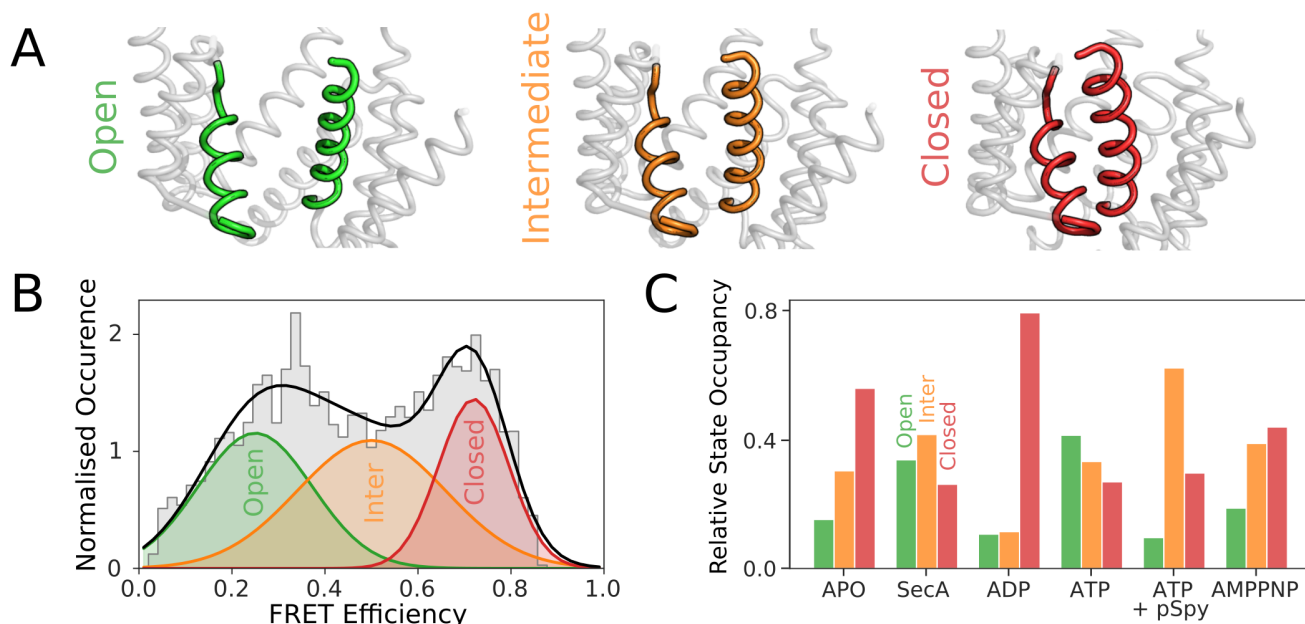 A
Open
Intermediate
Closed
B
Normalised Occurence
2
1
0
Open
Inter
Closed
0.0 0.2 0.4 0.6 0.8 1.0
FRET Efficiency
C
Relative State Occupancy
0.8
0.4
0.0
Open
Inter
Closed
APO SecA ADP ATP ATP AMPPNP
+ pSpy